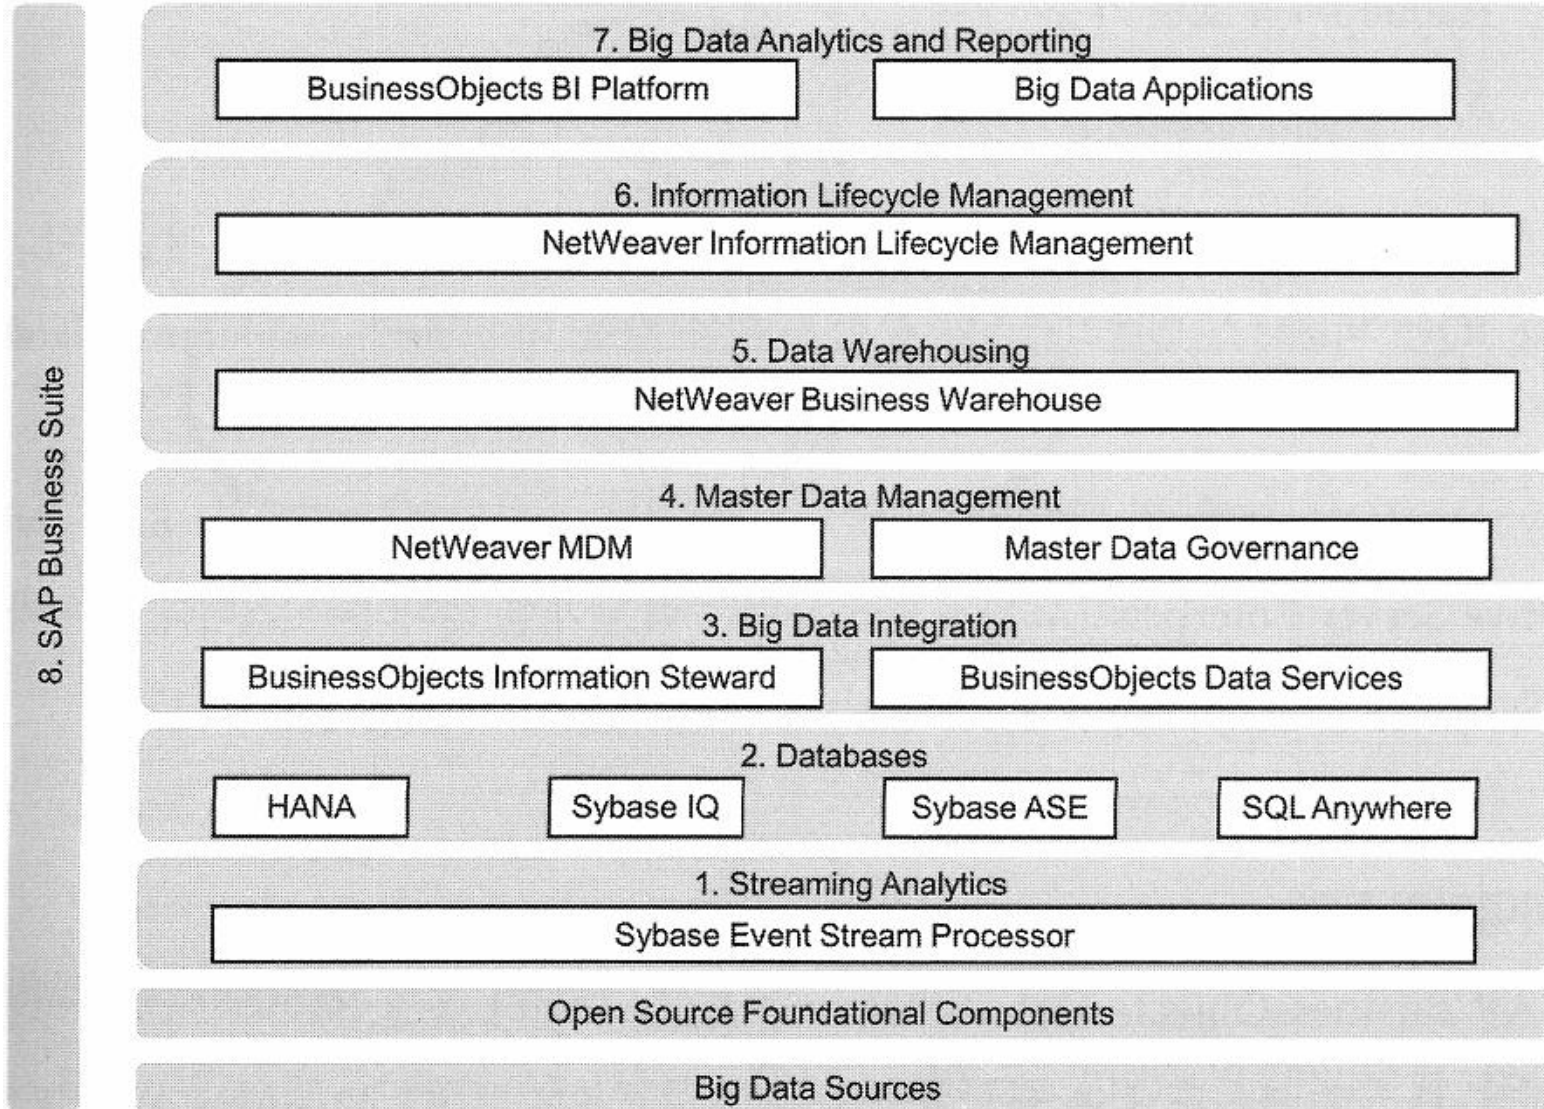 8. SAP Business Suite
7. Big Data Analytics and Reporting
BusinessObjects BI Platform
Big Data Applications
6. Information Lifecycle Management
NetWeaver Information Lifecycle Management
5. Data Warehousing
NetWeaver Business Warehouse
4. Master Data Management
NetWeaver MDM
Master Data Governance
3. Big Data Integration
BusinessObjects Information Steward
BusinessObjects Data Services
2. Databases
HANA
Sybase IQ
Sybase ASE
SQL Anywhere
1. Streaming Analytics
Sybase Event Stream Processor
Open Source Foundational Components
Big Data Sources